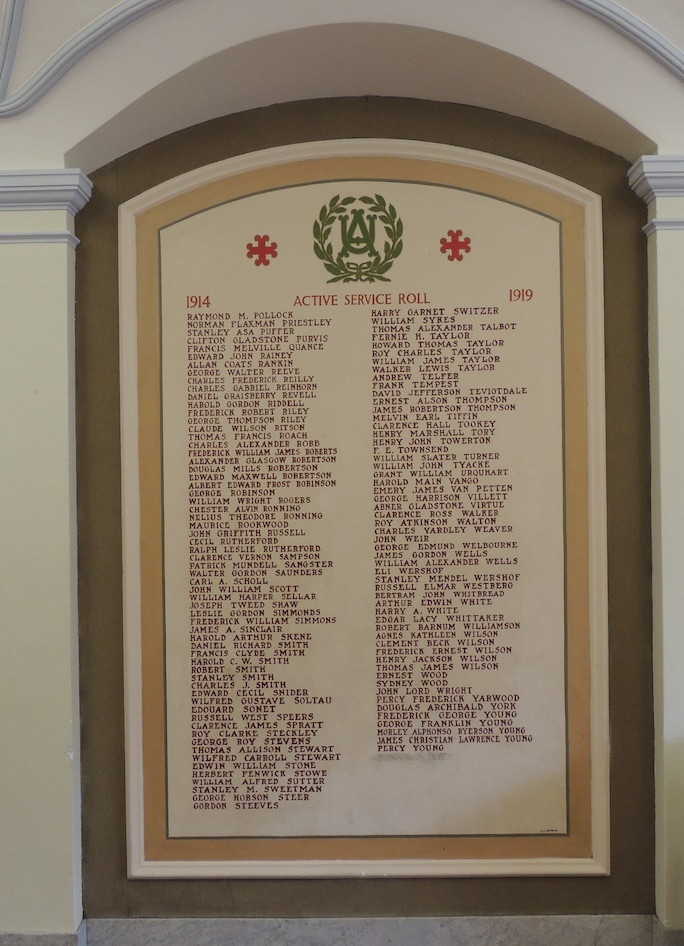 UA
1914 ACTIVE SERVICE ROLL 1919
RAYMOND M. POLLOCK
NORMAN FLAXMAN PRIESTLEY
STANLEY ASA PUFFER
CLIFTON GLADSTONE PURVIS
FRANCIS MELVILLE QUANCE
EDWARD JOHN RAINEY
ALLAN COATS RANKIN
GEORGE WALTER REEVE
CHARLES FREDERICK REILLY
CHARLES GABRIEL REINHORN
DANIEL GRAISBERRY REVELL
HAROLD GORDON RIDDELL
FREDERICK ROBERT RILEY
GEORGE THOMPSON RILEY
CLAUDE WILSON RITSON
THOMAS FRANCIS ROACH
CHARLES ALEXANDER ROBB
FREDERICK WILLIAM JAMES ROBERTS
ALEXANDER GLASGOW ROBERTSON
DOUGLAS MILLS ROBERTSON
EDWARD MAXWELL ROBERTSON
ALBERT EDWARD FROST ROBINSON
GEORGE ROBINSON
WILLIAM WRIGHT ROGERS
CHESTER ALVIN RONNING
NELIUS THEODORE RONNING
MAURICE ROOKWOOD
JOHN GRIFFITH RUSSELL
CECIL RUTHERFORD
RALPH LESLIE RUTHERFORD
CLARENCE VERNON SAMPSON
PATRICK MUNDELL SANGSTER
WALTER GORDON SAUNDERS
CARL A. SCHOLL
JOHN WILLIAM SCOTT
WILLIAM HARPER SELLAR
JOSEPH TWEED SHAW
LESLIE GORDON SIMMONDS
FREDERICK WILLIAM SIMMONS
JAMES A. SINCLAIR
HAROLD ARTHUR SKENE
DANIEL RICHARD SMITH
FRANCIS CLYDE SMITH
HAROLD C. W. SMITH
ROBERT SMITH
STANLEY SMITH
CHARLES J. SMITH
EDWARD CECIL SNIDER
WILFRED GUSTAVE SOLTAU
EDOUARD SONET
RUSSELL WEST SPEERS
CLARENCE JAMES SPRATT
ROY CLARKE STECKLEY
GEORGE ROY STEVENS
THOMAS ALLISON STEWART
WILFRED CARROLL STEWART
EDWIN WILLIAM STONE
HERBERT FENWICK STOWE
WILLIAM ALFRED SUTTER
STANLEY M. SWEETMAN
GEORGE HOBSON STEER
GORDON STEEVES
HARRY GARNET SWITZER
WILLIAM SYKES
THOMAS ALEXANDER TALBOT
FERNIE H. TAYLOR
HOWARD THOMAS TAYLOR
ROY CHARLES TAYLOR
WILLIAM JAMES TAYLOR
WALKER LEWIS TAYLOR
ANDREW TELFER
FRANK TEMPEST
DAVID JEFFERSON TEVIOTDALE
ERNEST ALSON THOMPSON
JAMES ROBERTSON THOMPSON
MELVIN EARL TIFFIN
CLARENCE HALL TOOKEY
HENRY MARSHALL TORY
HENRY JOHN TOWERTON
F. E. TOWNSEND
WILLIAM SLATER TURNER
WILLIAM JOHN TYACKE
GRANT WILLIAM URQUHART
HAROLD MAIN VANGO
EMERY JAMES VAN PETTEN
GEORGE HARRISON VILLETT
ABNER GLADSTONE VIRTUE
CLARENCE ROSS WALKER
ROY ATKINSON WALTON
CHARLES YARDLEY WEAVER
JOHN WEIR
GEORGE EDMUND WELBOURNE
JAMES GORDON WELLS
WILLIAM ALEXANDER WELLS
ELI WERSHOF
STANLEY MENDEL WERSHOF
RUSSELL ELMAR WESTBERG
BERTRAM JOHN WHITBREAD
ARTHUR EDWIN WHITE
HARRY A. WHITE
EDGAR LACY WHITTAKER
ROBERT BARNUM WILLIAMSON
AGNES KATHLEEN WILSON
CLEMENT BECK WILSON
FREDERICK ERNEST WILSON
HENRY JACKSON WILSON
THOMAS JAMES WILSON
ERNEST WOOD
SYDNEY WOOD
JOHN LORD WRIGHT
PERCY FREDERICK YARWOOD
DOUGLAS ARCHIBALD YORK
FREDERICK GEORGE YOUNG
GEORGE FRANKLIN YOUNG
MORLEY ALPHONSO RYERSON YOUNG
JAMES CHRISTIAN LAWRENCE YOUNG
PERCY YOUNG